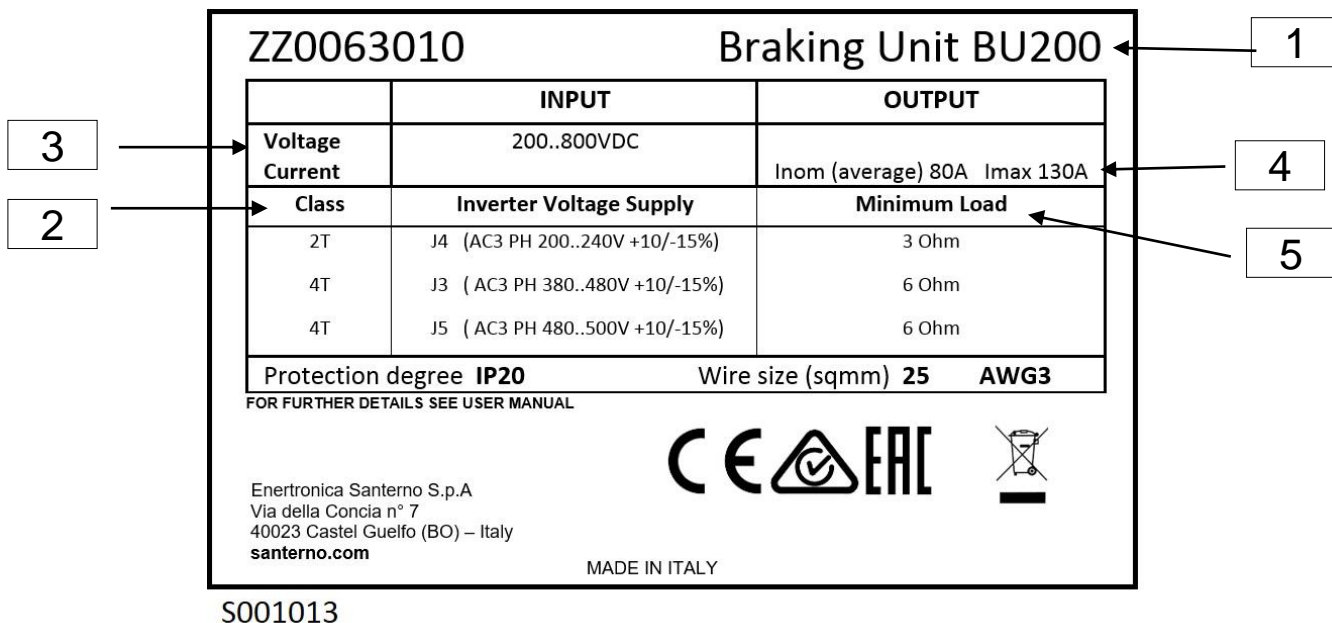 ZZ0063010 Braking Unit BU200
1
INPUT OUTPUT
3
Voltage 200..800VDC
Current Inom (average) 80A Imax 130A
4
2
Class Inverter Voltage Supply Minimum Load
5
2T J4 (AC3 PH 200..240V +10/-15%) 3 Ohm
4T J3 ( AC3 PH 380..480V +10/-15%) 6 Ohm
4T J5 ( AC3 PH 480..500V +10/-15%) 6 Ohm
Protection degree IP20 Wire size (sqmm) 25 AWG3
FOR FURTHER DETAILS SEE USER MANUAL
CE EAC
Enertronica Santerno S.p.A
Via della Concia n° 7
40023 Castel Guelfo (BO) – Italy
santerno.com
MADE IN ITALY
S001013